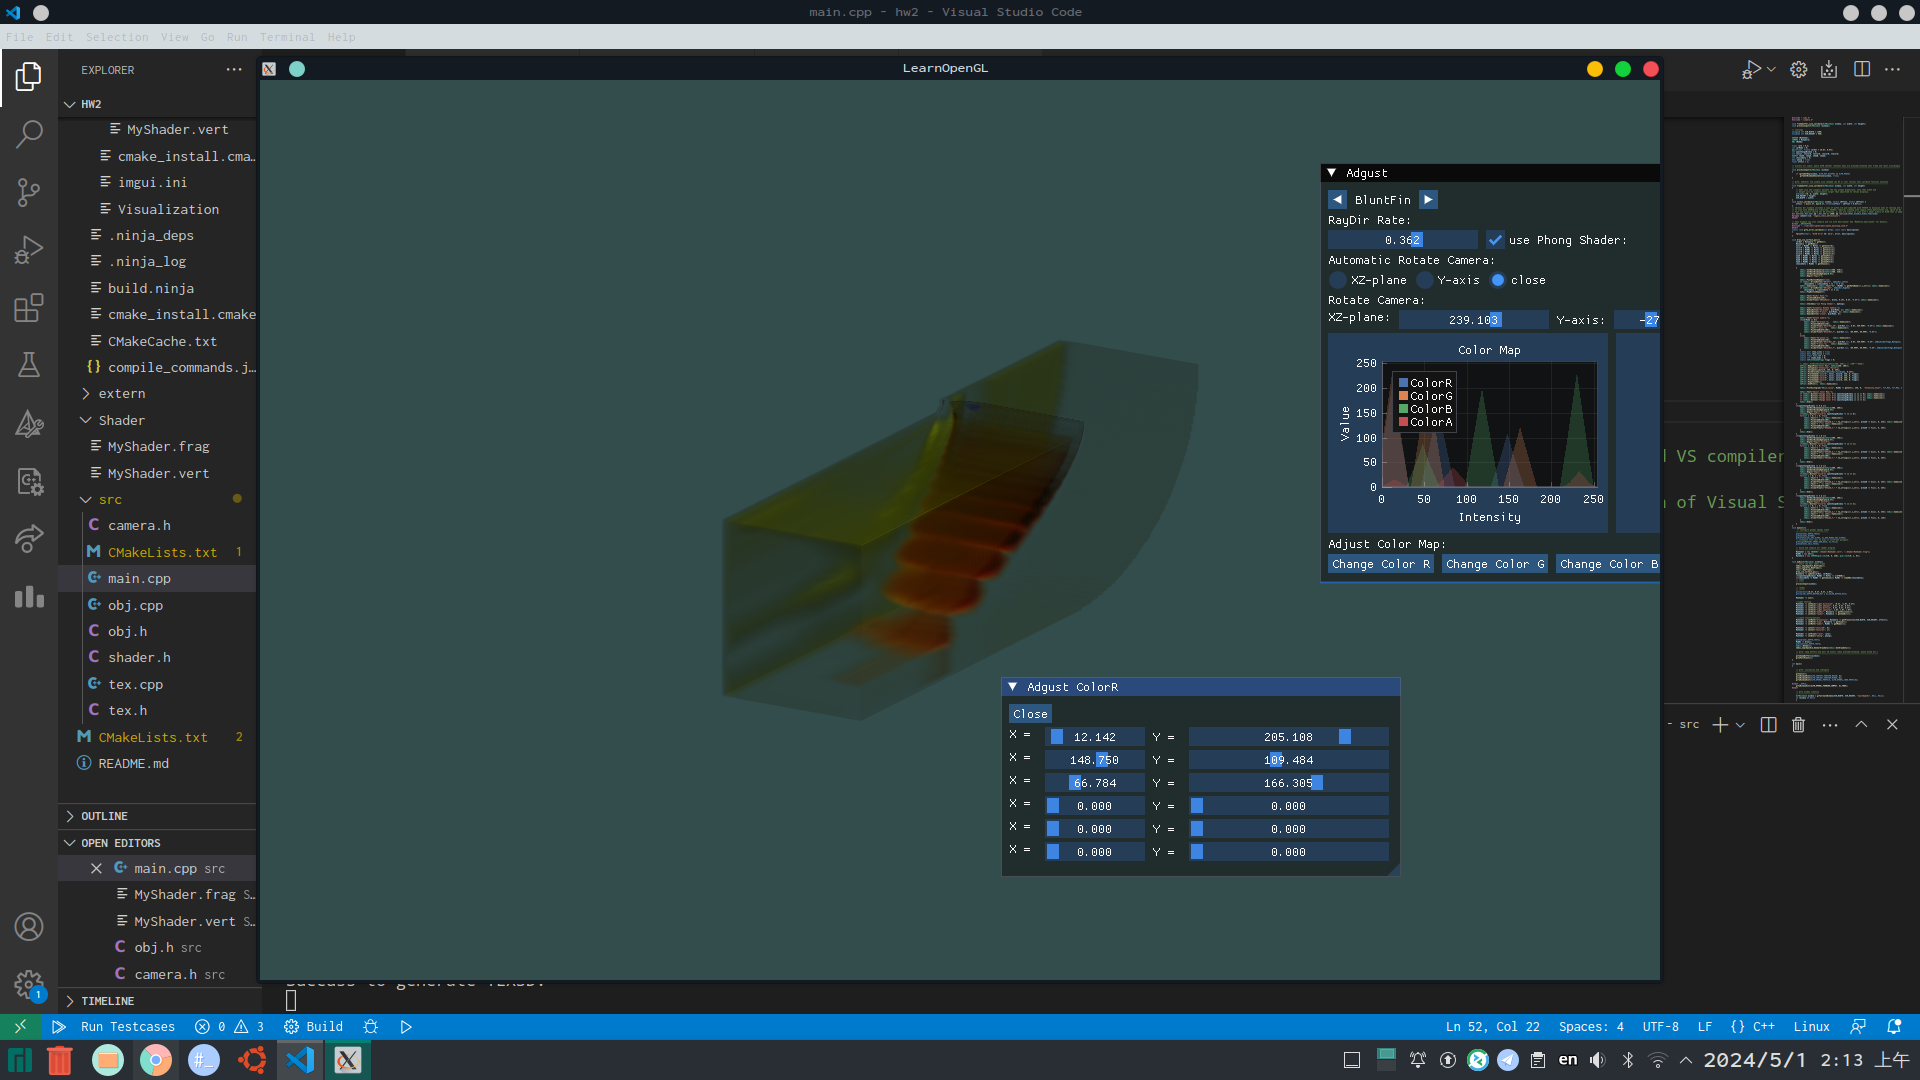 main.cpp - hw2 - Visual Studio Code
File Edit Selection View Go Run Terminal Help
EXPLORER
HW2
MyShader.vert
cmake_install.cma…
imgui.ini
Visualization
.ninja_deps
.ninja_log
build.ninja
cmake_install.cmake
CMakeCache.txt
{} compile_commands.j…
extern
Shader
MyShader.frag
MyShader.vert
src
C camera.h
M CMakeLists.txt 1
main.cpp
obj.cpp
C obj.h
C shader.h
tex.cpp
C tex.h
M CMakeLists.txt 2
README.md
OUTLINE
OPEN EDITORS
main.cpp src
MyShader.frag S…
MyShader.vert S…
C obj.h src
C camera.h src
TIMELINE
LearnOpenGL
Adgust
BluntFin
RayDir Rate:
0.362 use Phong Shader:
Automatic Rotate Camera:
XZ-plane Y-axis close
Rotate Camera:
XZ-plane: 239.103 Y-axis: -27
Color Map
250
200
150
100
50
0
Value
ColorR
ColorG
ColorB
ColorA
0 50 100 150 200 250
Intensity
Adjust Color Map:
Change Color R Change Color G Change Color B
Adgust ColorR
Close
X = 12.142 Y = 205.108
X = 148.750 Y = 109.484
X = 66.784 Y = 166.305
X = 0.000 Y = 0.000
X = 0.000 Y = 0.000
X = 0.000 Y = 0.000
VS compiler
of Visual S
src
1
Run Testcases 0 3 Build
Ln 52, Col 22 Spaces: 4 UTF-8 LF {} C++ Linux
en 2024/5/1 2:13 上午